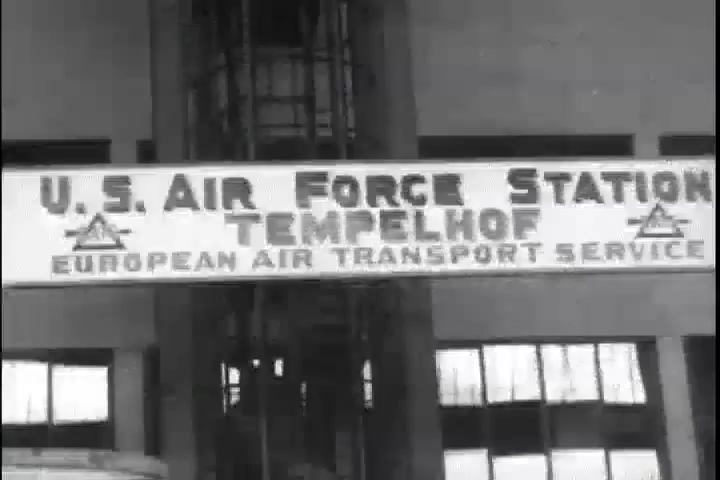 U. S. AIR FORCE STATION
TEMPELHOF
EUROPEAN AIR TRANSPORT SERVICE